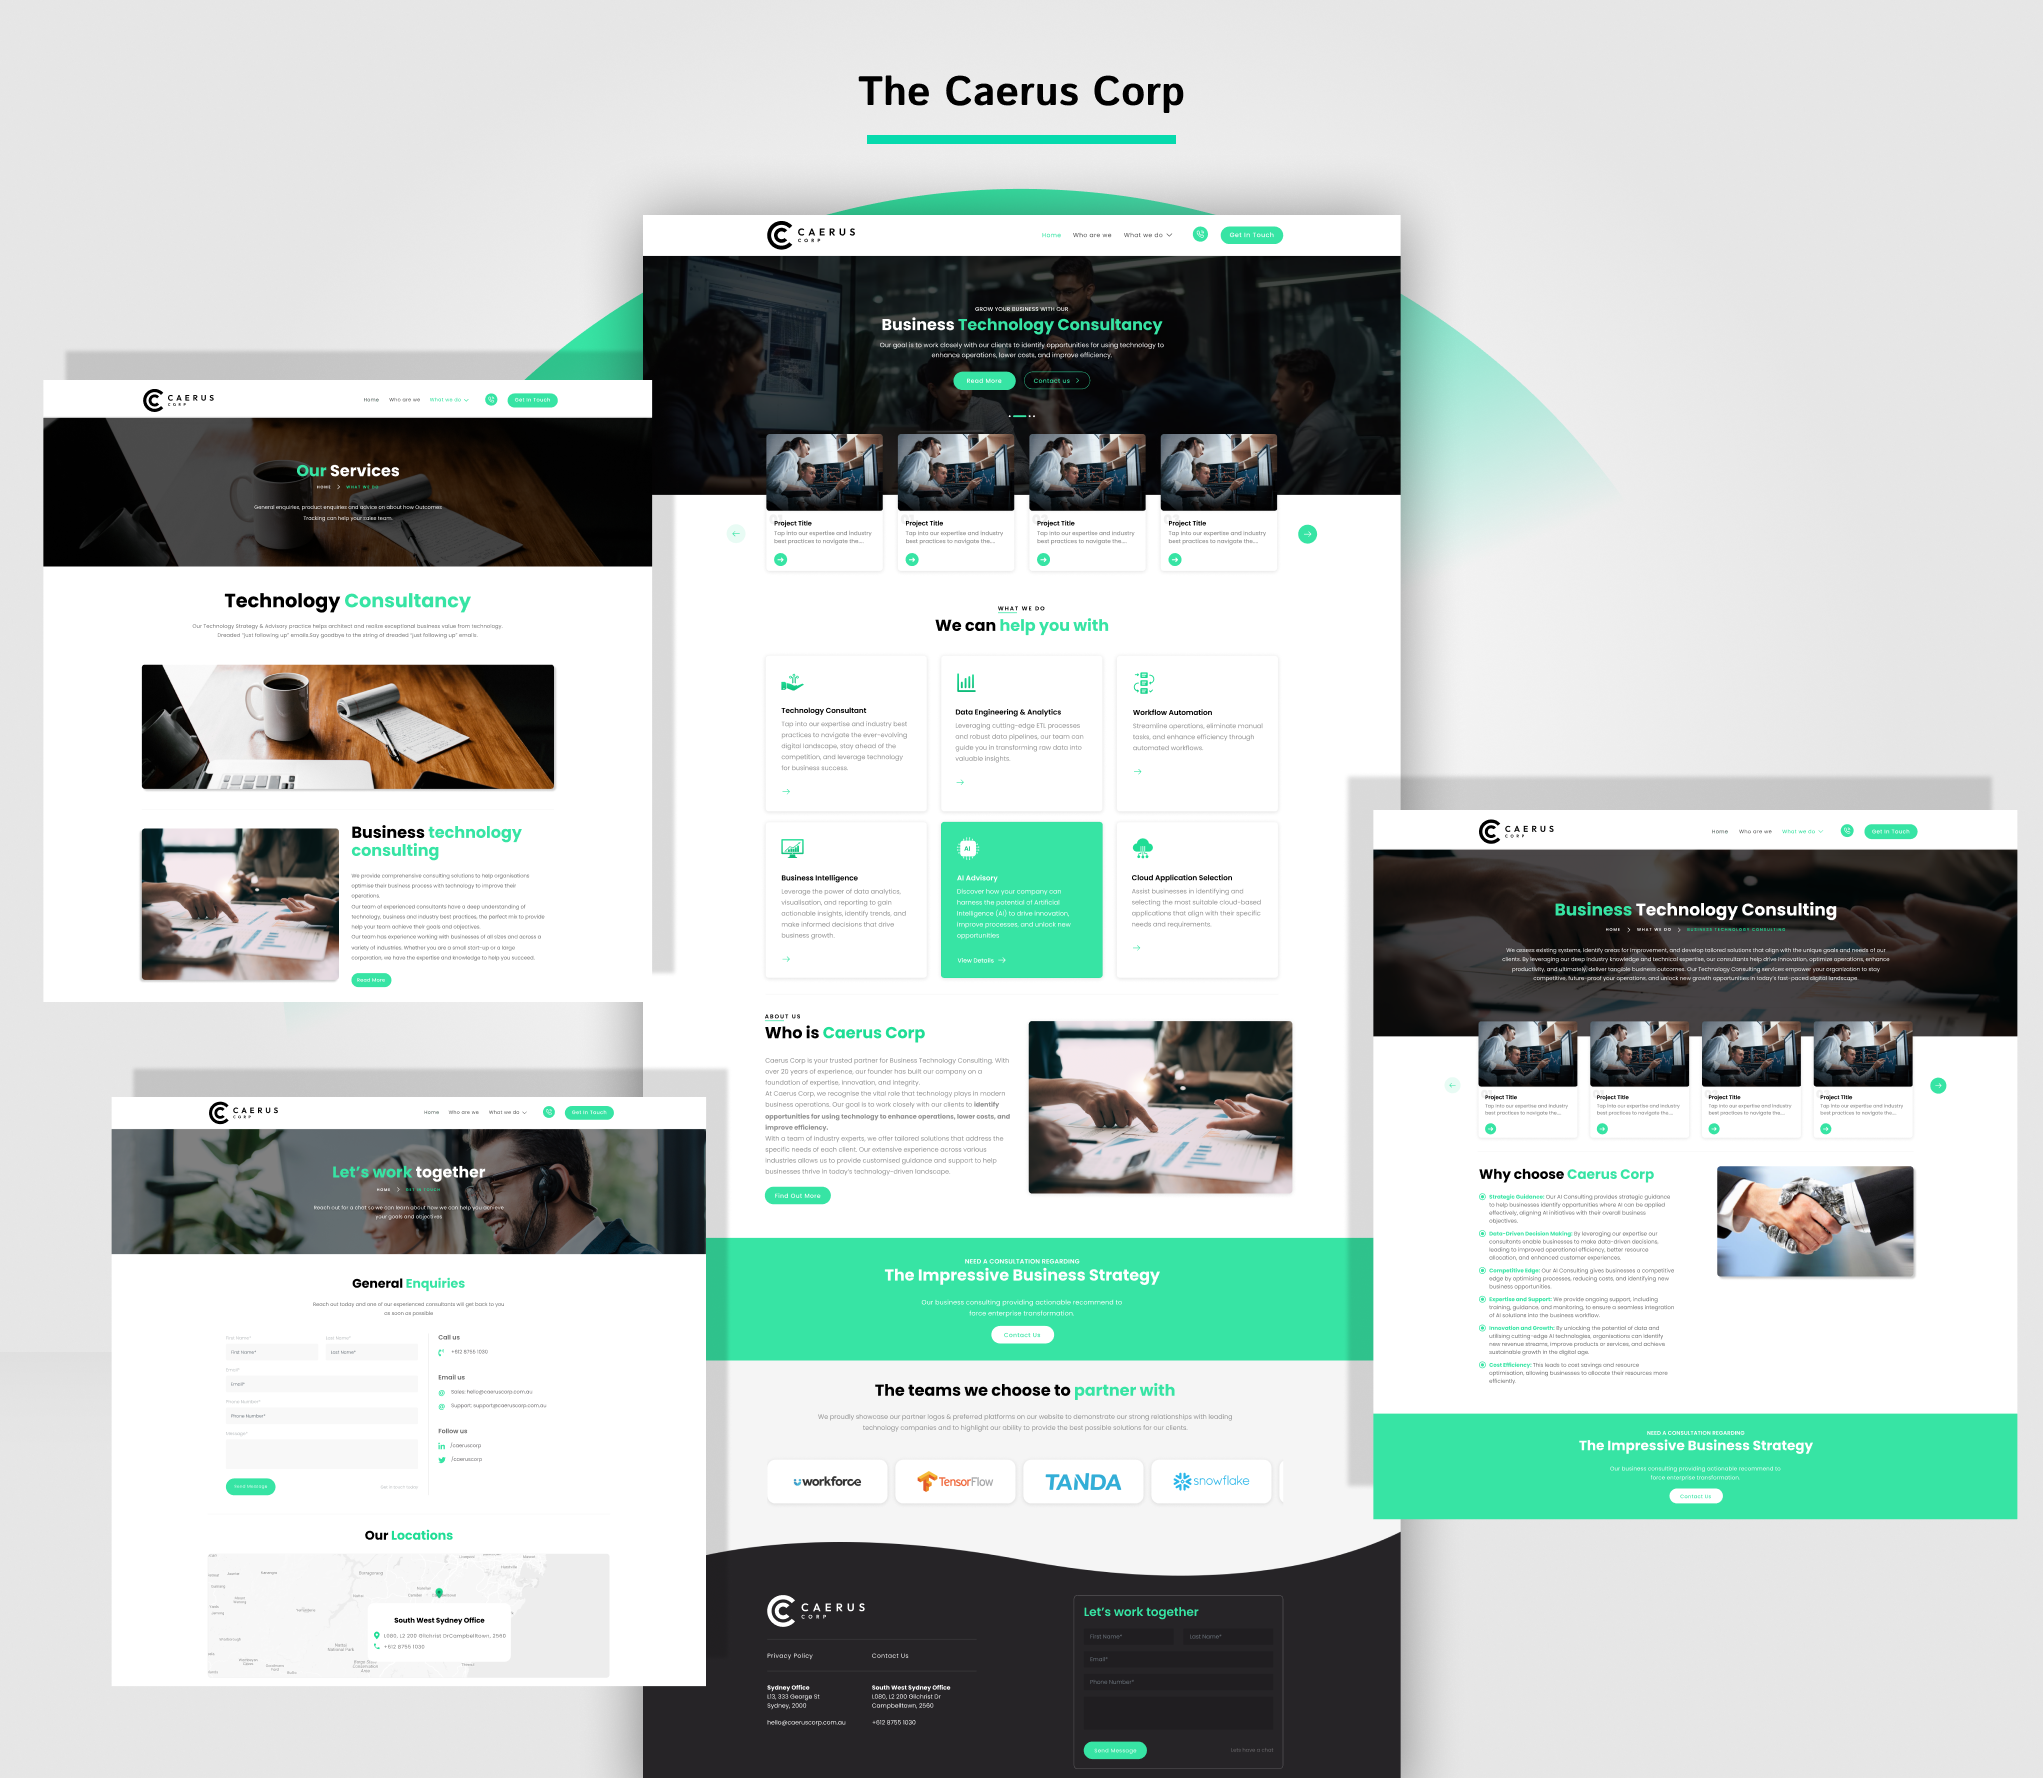 The Caerus Corp
CAERUS
CORP
Home
Who are we
What we do
Get In Touch
GROW YOUR BUSINESS WITH OUR
Business Technology Consultancy
Our goal is to work closely with our clients to identify opportunities for using technology to
enhance operations, lower costs, and improve efficiency.
Read More
Contact us
Project Title
Tap into our expertise and industry
best practices to navigate the....
Project Title
Tap into our expertise and industry
best practices to navigate the....
Project Title
Tap into our expertise and industry
best practices to navigate the....
Project Title
Tap into our expertise and industry
best practices to navigate the....
WHAT WE DO
We can help you with
Technology Consultant
Tap into our expertise and industry best
practices to navigate the ever-evolving
digital landscape, stay ahead of the
competition, and leverage technology
for business success.
Data Engineering & Analytics
Leveraging cutting-edge ETL processes
and robust data pipelines, our team can
guide you in transforming raw data into
valuable insights.
Workflow Automation
Streamline operations, eliminate manual
tasks, and enhance efficiency through
automated workflows.
Business Intelligence
Leverage the power of data analytics,
visualisation, and reporting to gain
actionable insights, identify trends, and
make informed decisions that drive
business growth.
AI
AI Advisory
Discover how your company can
harness the potential of Artificial
Intelligence (AI) to drive innovation,
improve processes, and unlock new
opportunities
View Details
Cloud Application Selection
Assist businesses in identifying and
selecting the most suitable cloud-based
applications that align with their specific
needs and requirements.
ABOUT US
Who is Caerus Corp
Caerus Corp is your trusted partner for Business Technology Consulting. With
over 20 years of experience, our founder has built our company on a
foundation of expertise, innovation, and integrity.
At Caerus Corp, we recognise the vital role that technology plays in modern
business operations. Our goal is to work closely with our clients to identify
opportunities for using technology to enhance operations, lower costs, and
improve efficiency.
With a team of industry experts, we offer tailored solutions that address the
specific needs of each client. Our extensive experience across various
industries allows us to provide customised guidance and support to help
businesses thrive in today's technology-driven landscape.
Find Out More
NEED A CONSULTATION REGARDING
The Impressive Business Strategy
Our business consulting providing actionable recommend to
force enterprise transformation.
Contact Us
The teams we choose to partner with
We proudly showcase our partner logos & preferred platforms on our website to demonstrate our strong relationships with leading
technology companies and to highlight our ability to provide the best possible solutions for our clients.
workforce
TensorFlow
TANDA
snowflake
CAERUS
CORP
Privacy Policy
Contact Us
Sydney Office
L13, 333 George St
Sydney, 2000
hello@caeruscorp.com.au
South West Sydney Office
L080, L2 200 Gilchrist Dr
Campbelltown, 2560
+612 8755 1030
Let's work together
First Name*
Last Name*
Email*
Phone Number*
Send Message
Lets have a chat
CAERUS
CORP
Home
Who are we
What we do
Get In Touch
Our Services
HOME
WHAT WE DO
General enquiries, product enquiries and advice on about how Outcomes
Tracking can help your sales team.
Technology Consultancy
Our Technology Strategy & Advisory practice helps architect and realize exceptional business value from technology.
Dreaded "just following up" emails.Say goodbye to the string of dreaded "just following up" emails.
Business technology
consulting
We provide comprehensive consulting solutions to help organisations
optimise their business process with technology to improve their
operations.
Our team of experienced consultants have a deep understanding of
technology, business and industry best practices, the perfect mix to provide
help your team achieve their goals and objectives.
Our team has experience working with businesses of all sizes and across a
variety of industries. Whether you are a small start-up or a large
corporation, we have the expertise and knowledge to help you succeed.
Read More
CAERUS
CORP
Home
Who are we
What we do
Get In Touch
Let's work together
HOME
GET IN TOUCH
Reach out for a chat so we can learn about how we can help you achieve
your goals and objectives
General Enquiries
Reach out today and one of our experienced consultants will get back to you
as soon as possible
First Name*
Last Name*
First Name*
Last Name*
Email*
Email*
Phone Number*
Phone Number*
Message*
Send Message
Call us
+612 8755 1030
Email us
Sales: hello@caeruscorp.com.au
Support: support@caeruscorp.com.au
Follow us
/caeruscorp
/caeruscorp
Our Locations
South West Sydney Office
L080, L2 200 Gilchrist DrCampbelltown, 2560
+612 8755 1030
CAERUS
CORP
Home
Who are we
What we do
Get In Touch
Business Technology Consulting
HOME
WHAT WE DO
BUSINESS TECHNOLOGY CONSULTING
We assess existing systems, identify areas for improvement, and develop tailored solutions that align with the unique goals and needs of our
clients. By leveraging our deep industry knowledge and technical expertise, our consultants help drive innovation, optimize operations, enhance
productivity, and ultimately, deliver tangible business outcomes. Our Technology Consulting services empower your organization to stay
competitive, future-proof your operations, and unlock new growth opportunities in today's fast-paced digital landscape.
Project Title
Tap into our expertise and industry
best practices to navigate the....
Project Title
Tap into our expertise and industry
best practices to navigate the....
Project Title
Tap into our expertise and industry
best practices to navigate the....
Project Title
Tap into our expertise and industry
best practices to navigate the....
Why choose Caerus Corp
Strategic Guidance: Our AI Consulting provides strategic guidance
to help businesses identify opportunities where AI can be applied
effectively, aligning AI initiatives with their overall business
objectives.
Data-Driven Decision Making: By leveraging our expertise our
consultants enable businesses to make data-driven decisions,
leading to improved operational efficiency, better resource
allocation, and enhanced customer experiences.
Competitive Edge: Our AI Consulting gives businesses a competitive
edge by optimising processes, reducing costs, and identifying new
business opportunities.
Expertise and Support: We provide ongoing support, including
training, guidance, and monitoring, to ensure a seamless integration
of AI solutions into the business workflow.
Innovation and Growth: By unlocking the potential of data and
utilising cutting-edge AI technologies, organisations can identify
new revenue streams, improve products or services, and achieve
sustainable growth in the digital age.
Cost Efficiency: This leads to cost savings and resource
optimisation, allowing businesses to allocate their resources more
efficiently.
NEED A CONSULTATION REGARDING
The Impressive Business Strategy
Our business consulting providing actionable recommend to
force enterprise transformation.
Contact Us